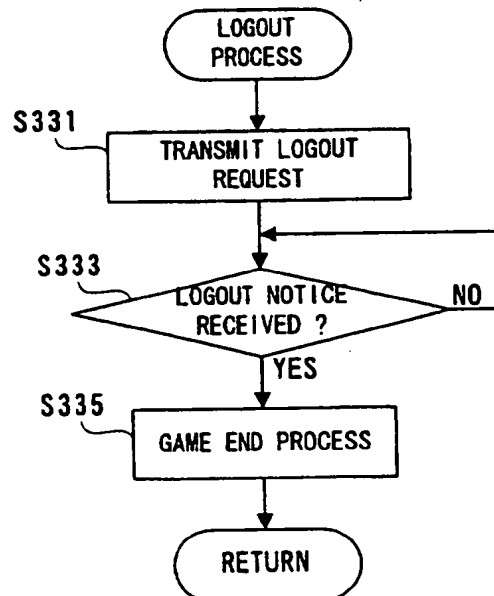 LOGOUT
PROCESS
S331
TRANSMIT LOGOUT
REQUEST
S333
LOGOUT NOTICE
RECEIVED ?
NO
YES
S335
GAME END PROCESS
RETURN